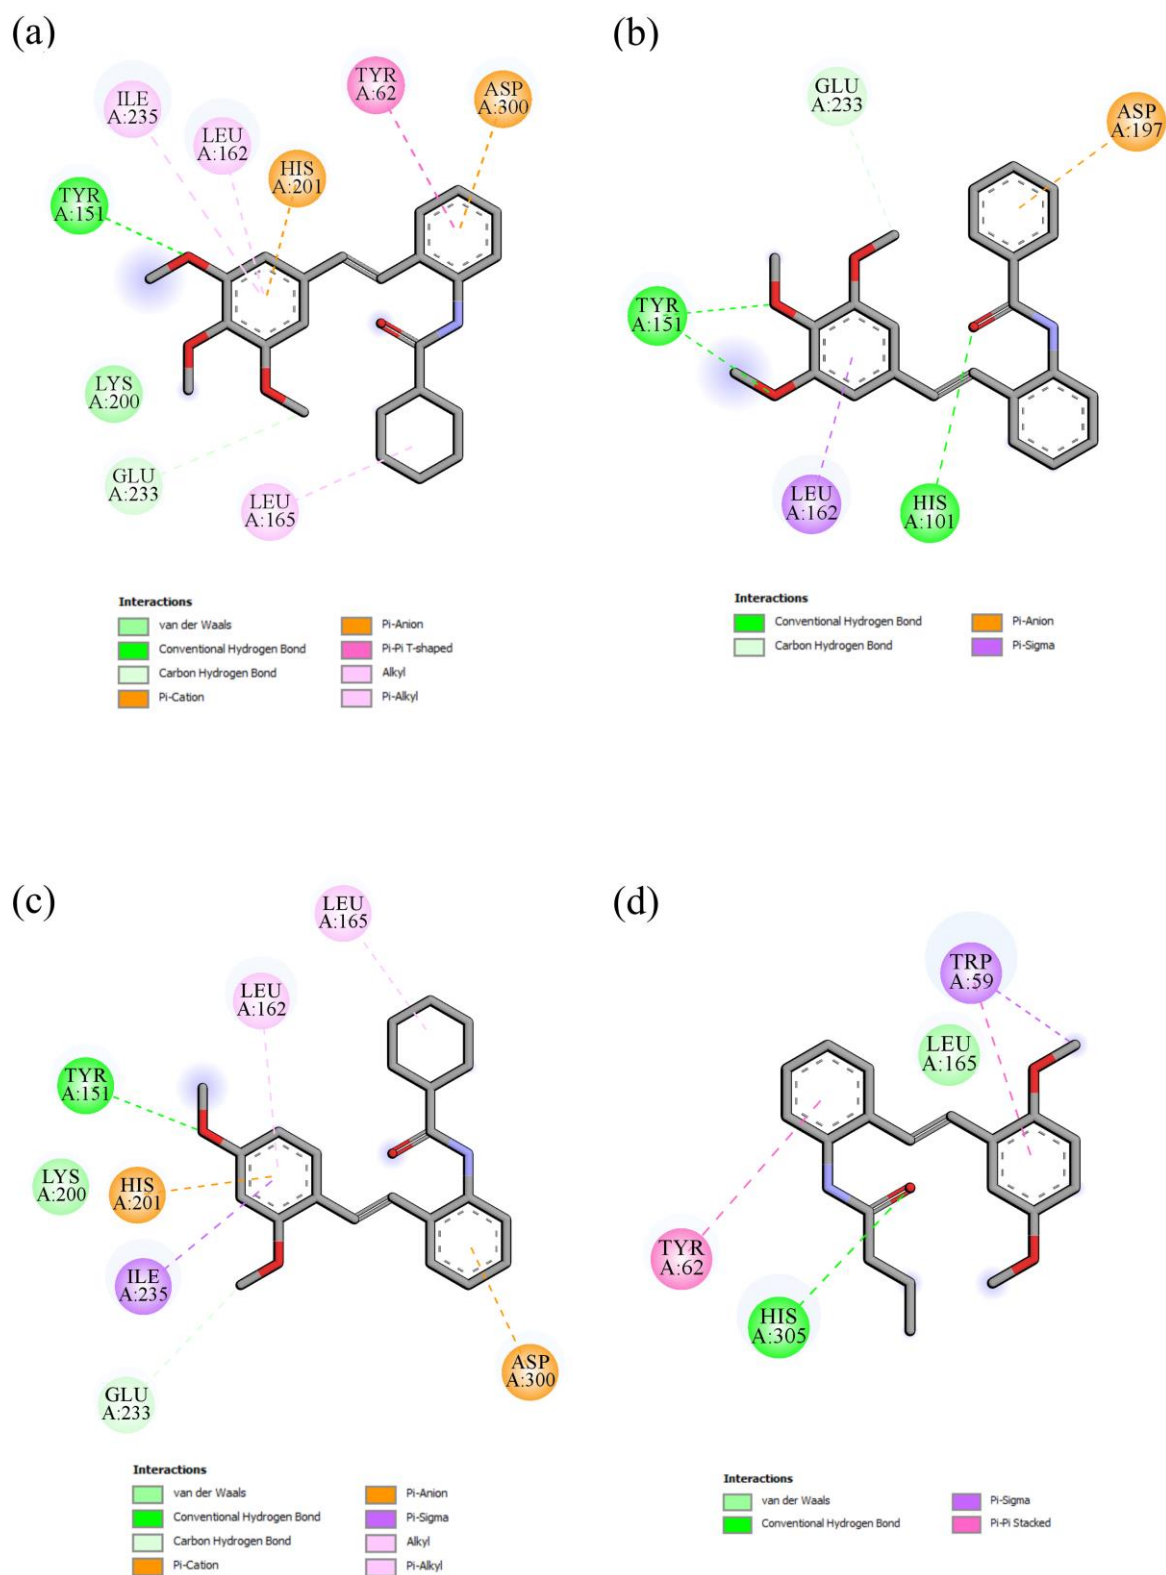 (a)
ILE
A:235
LEU
A:162
HIS
A:201
TYR
A:62
ASP
A:300
TYR
A:151
LYS
A:200
GLU
A:233
LEU
A:165
Interactions
van der Waals
Conventional Hydrogen Bond
Carbon Hydrogen Bond
Pi-Cation
Pi-Anion
Pi-Pi T-shaped
Alkyl
Pi-Alkyl
(b)
GLU
A:233
ASP
A:197
TYR
A:151
LEU
A:162
HIS
A:101
Interactions
Conventional Hydrogen Bond
Carbon Hydrogen Bond
Pi-Anion
Pi-Sigma
(c)
LEU
A:165
LEU
A:162
TYR
A:151
LYS
A:200
HIS
A:201
ILE
A:235
GLU
A:233
ASP
A:300
Interactions
van der Waals
Conventional Hydrogen Bond
Carbon Hydrogen Bond
Pi-Cation
Pi-Anion
Pi-Sigma
Alkyl
Pi-Alkyl
(d)
TRP
A:59
LEU
A:165
TYR
A:62
HIS
A:305
Interactions
van der Waals
Conventional Hydrogen Bond
Pi-Sigma
Pi-Pi Stacked